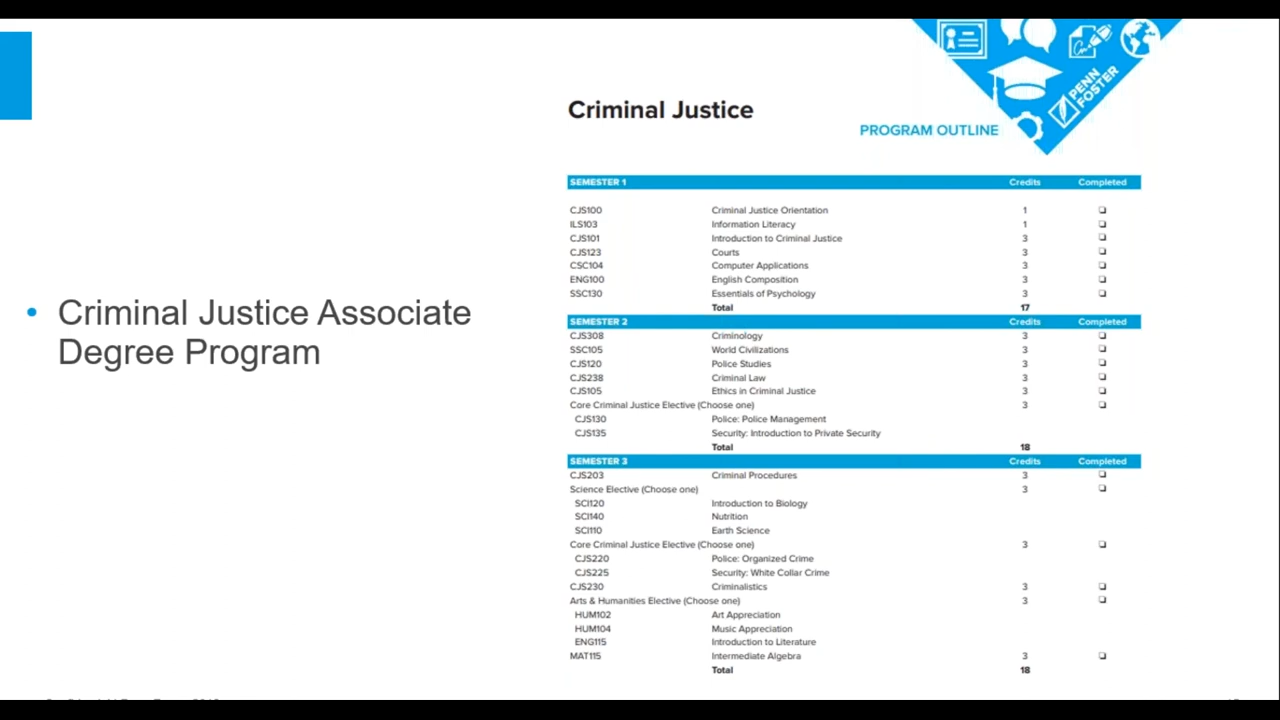 PENN
FOSTER
Criminal Justice
PROGRAM OUTLINE
• Criminal Justice Associate
Degree Program
SEMESTER 1 Credits Completed
CJS100 Criminal Justice Orientation 1 ❏
ILS103 Information Literacy 1 ❏
CJS101 Introduction to Criminal Justice 3 ❏
CJS123 Courts 3 ❏
CSC104 Computer Applications 3 ❏
ENG100 English Composition 3 ❏
SSC130 Essentials of Psychology 3 ❏
Total 17
SEMESTER 2 Credits Completed
CJS308 Criminology 3 ❏
SSC105 World Civilizations 3 ❏
CJS120 Police Studies 3 ❏
CJS238 Criminal Law 3 ❏
CJS105 Ethics in Criminal Justice 3 ❏
Core Criminal Justice Elective (Choose one) 3 ❏
CJS130 Police: Police Management
CJS135 Security: Introduction to Private Security
Total 18
SEMESTER 3 Credits Completed
CJS203 Criminal Procedures 3 ❏
Science Elective (Choose one) 3 ❏
SCI120 Introduction to Biology
SCI140 Nutrition
SCI110 Earth Science
Core Criminal Justice Elective (Choose one) 3 ❏
CJS220 Police: Organized Crime
CJS225 Security: White Collar Crime
CJS230 Criminalistics 3 ❏
Arts & Humanities Elective (Choose one) 3 ❏
HUM102 Art Appreciation
HUM104 Music Appreciation
ENG115 Introduction to Literature
MAT115 Intermediate Algebra 3 ❏
Total 18